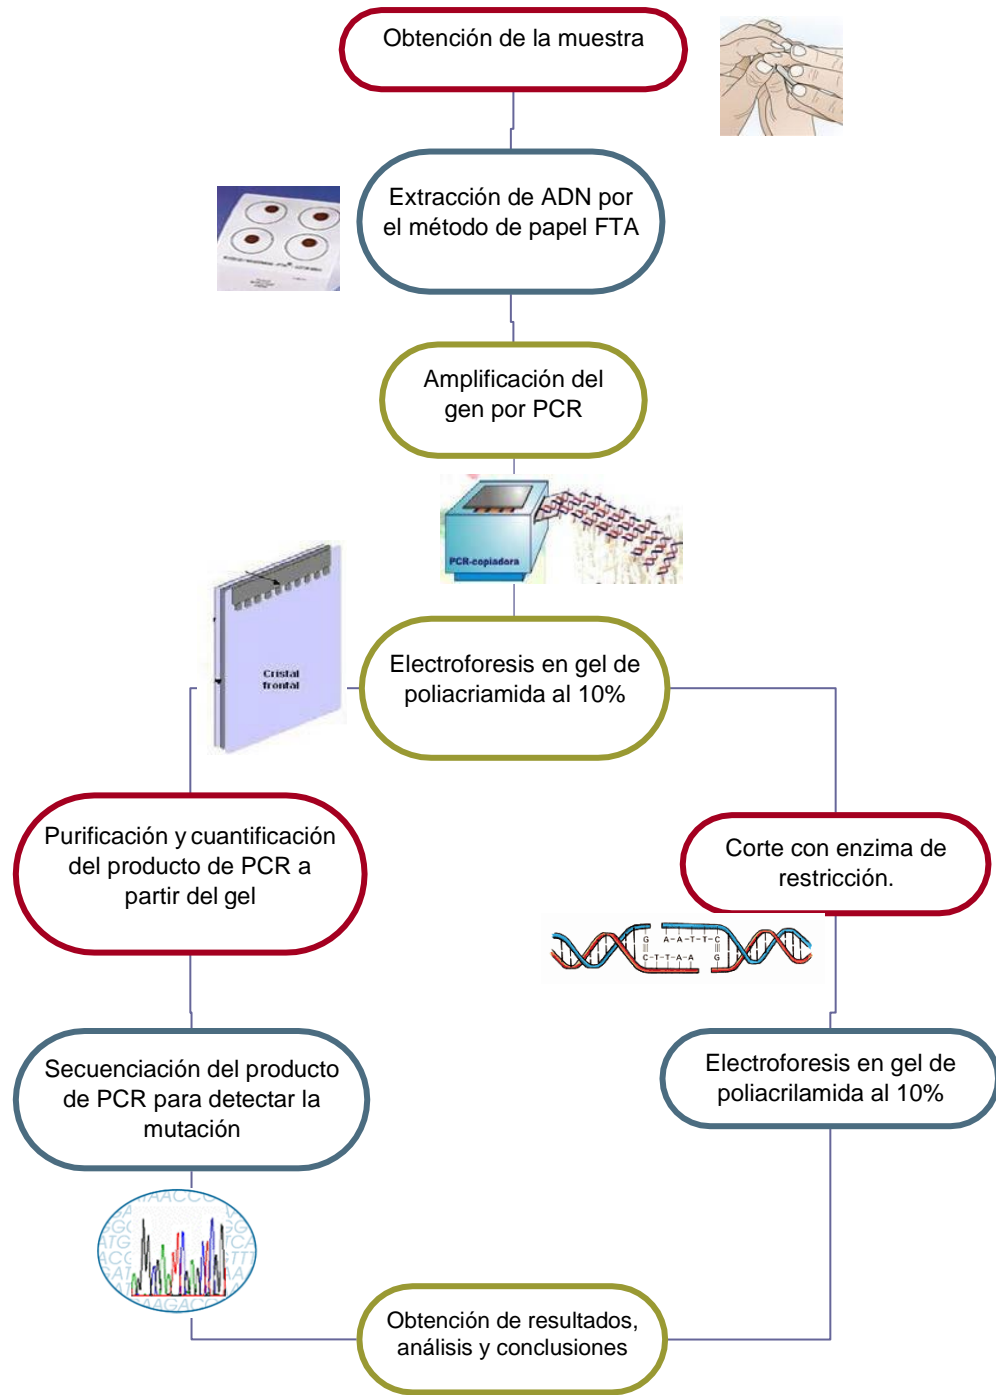 Obtención de la muestra
Extracción de ADN por
el método de papel FTA
Amplificación del
gen por PCR
PCR-copiadora
Cristal
frontal
Electroforesis en gel de
poliacriamida al 10%
Purificación y cuantificación
del producto de PCR a
partir del gel
Corte con enzima de
restricción.
G A-A-T-T-C
C-T-T-A-A G
Secuenciación del producto
de PCR para detectar la
mutación
Electroforesis en gel de
poliacrilamida al 10%
Obtención de resultados,
análisis y conclusiones